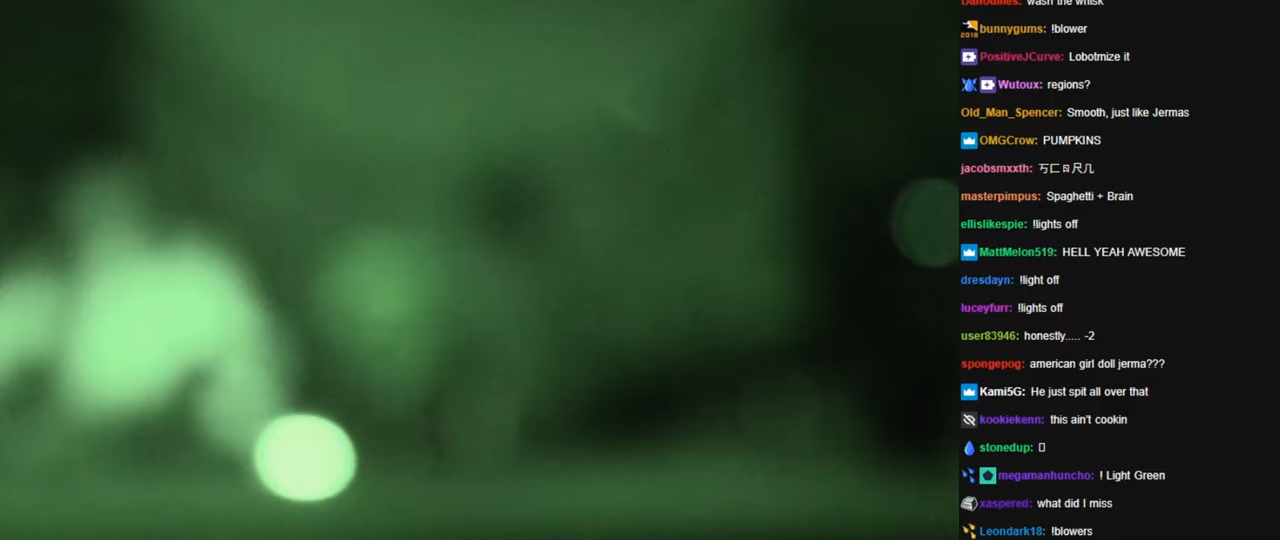 Danoumes: wash the whisk
2018 bunnygums: !blower
PositiveJCurve: Lobotmize it
Wutoux: regions?
Old_Man_Spencer: Smooth, just like Jermas
OMGCrow: PUMPKINS
jacobsmxxth: 丂匚ㄖ尺几
masterpimpus: Spaghetti + Brain
ellislikespie: !lights off
MattMelon519: HELL YEAH AWESOME
dresdayn: !light off
luceyfurr: !lights off
user83946: honestly..... -2
spongepog: american girl doll jerma???
Kami5G: He just spit all over that
kookiekenn: this ain't cookin
stonedup:
megamanhuncho: ! Light Green
xaspered: what did I miss
Leondark18: !blowers